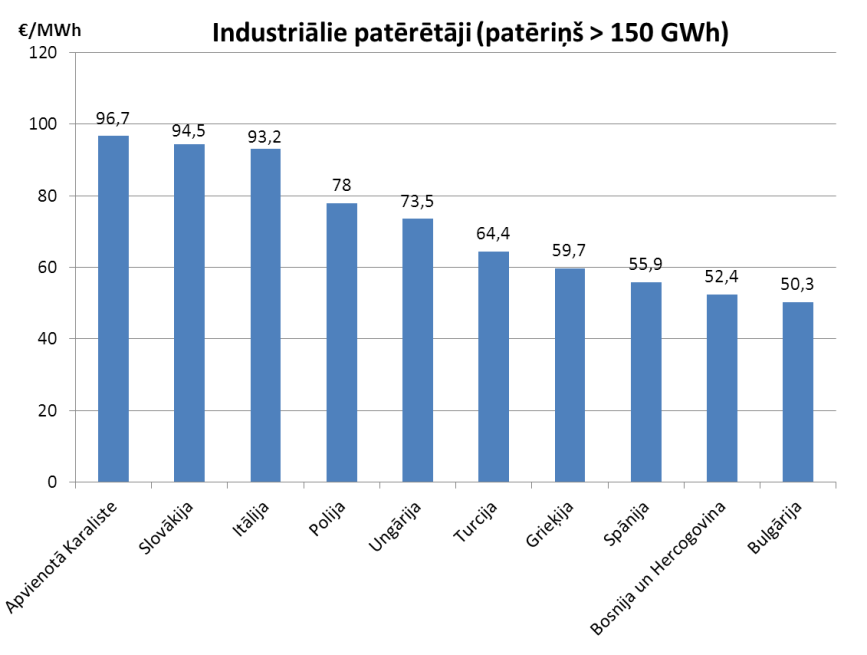 €/MWh
Industriālie patērētāji (patēriņš > 150 GWh)
120
100
80
60
40
20
0
96,7
94,5
93,2
78
73,5
64,4
59,7
55,9
52,4
50,3
Apvienotā Karaliste
Slovākija
Itālija
Polija
Ungārija
Turcija
Grieķija
Spānija
Bosnija un Hercogovina
Bulgārija